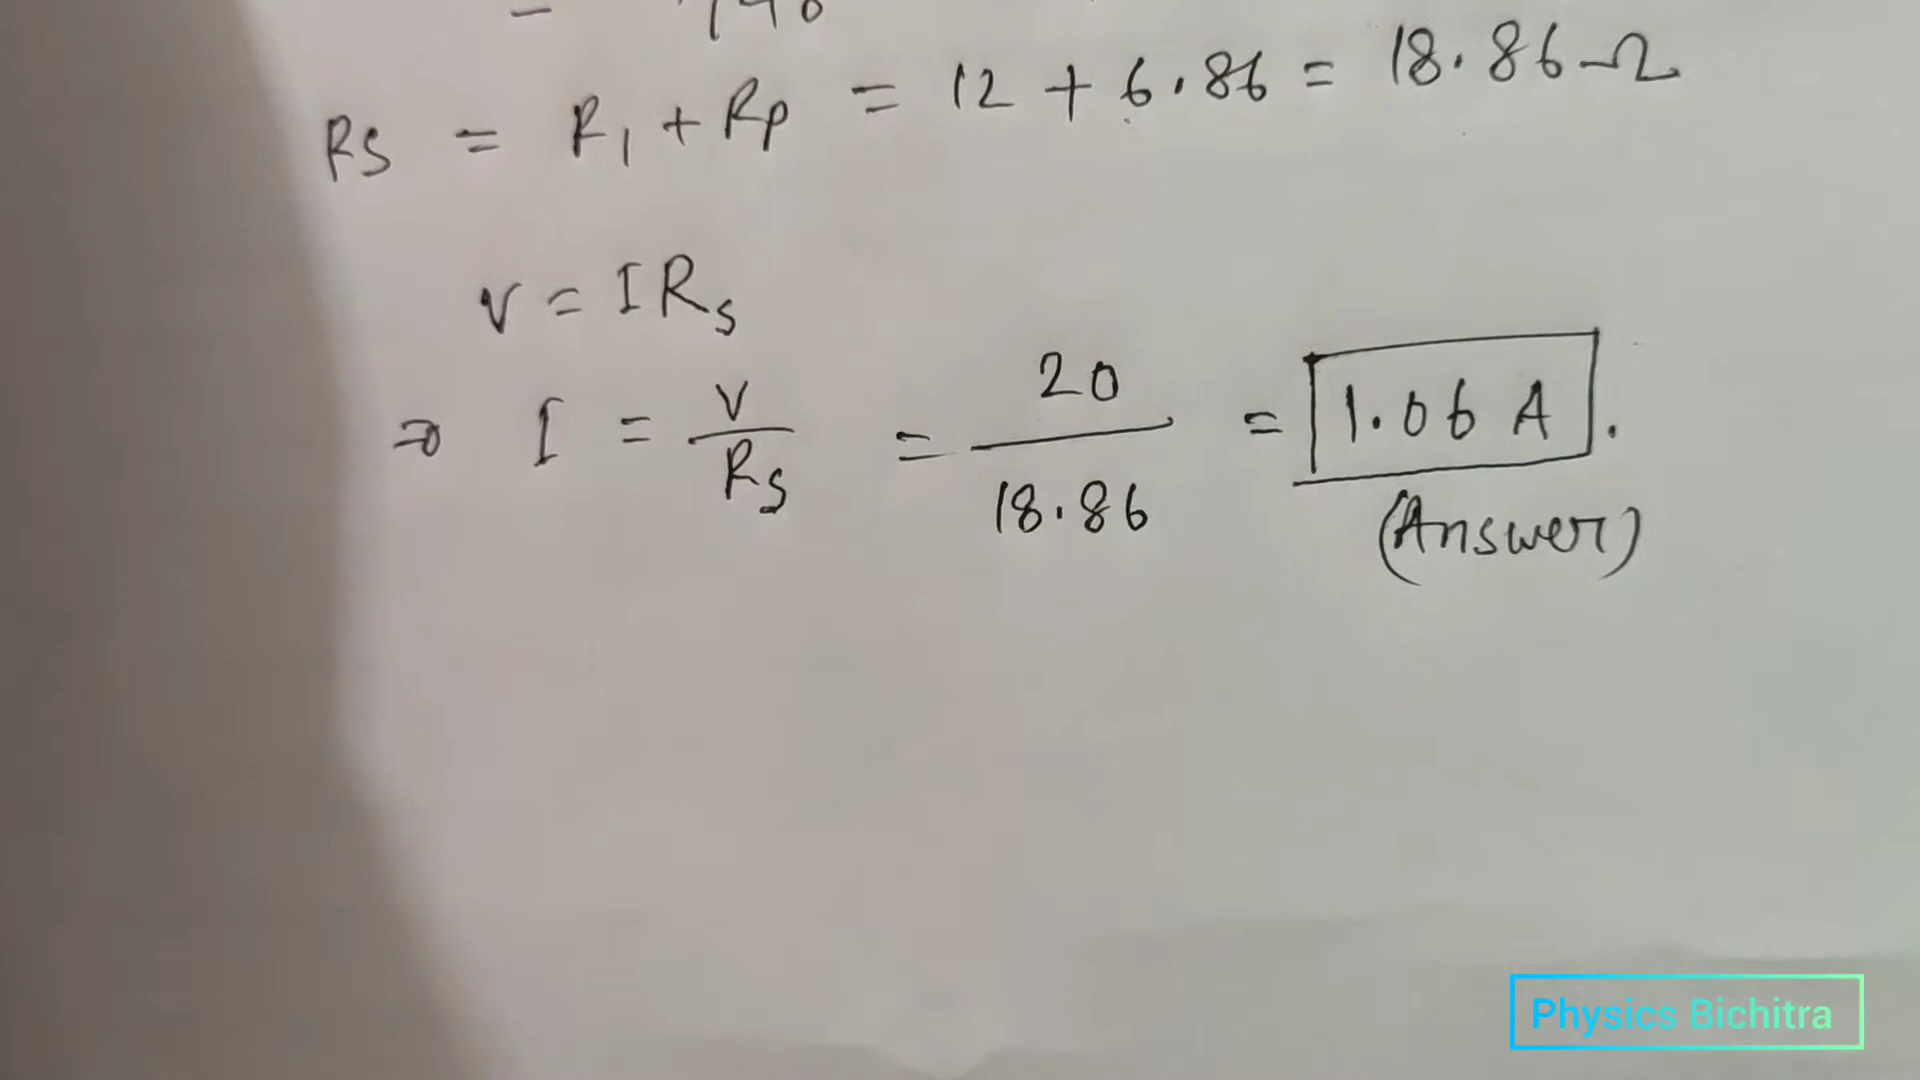 RS = R1 + RP = 12 + 6.86 = 18.86 Ω
V = IRS
⇒ I = V/RS = 20/18.86 = 1.06 A.
(Answer)
Physics Bichitra